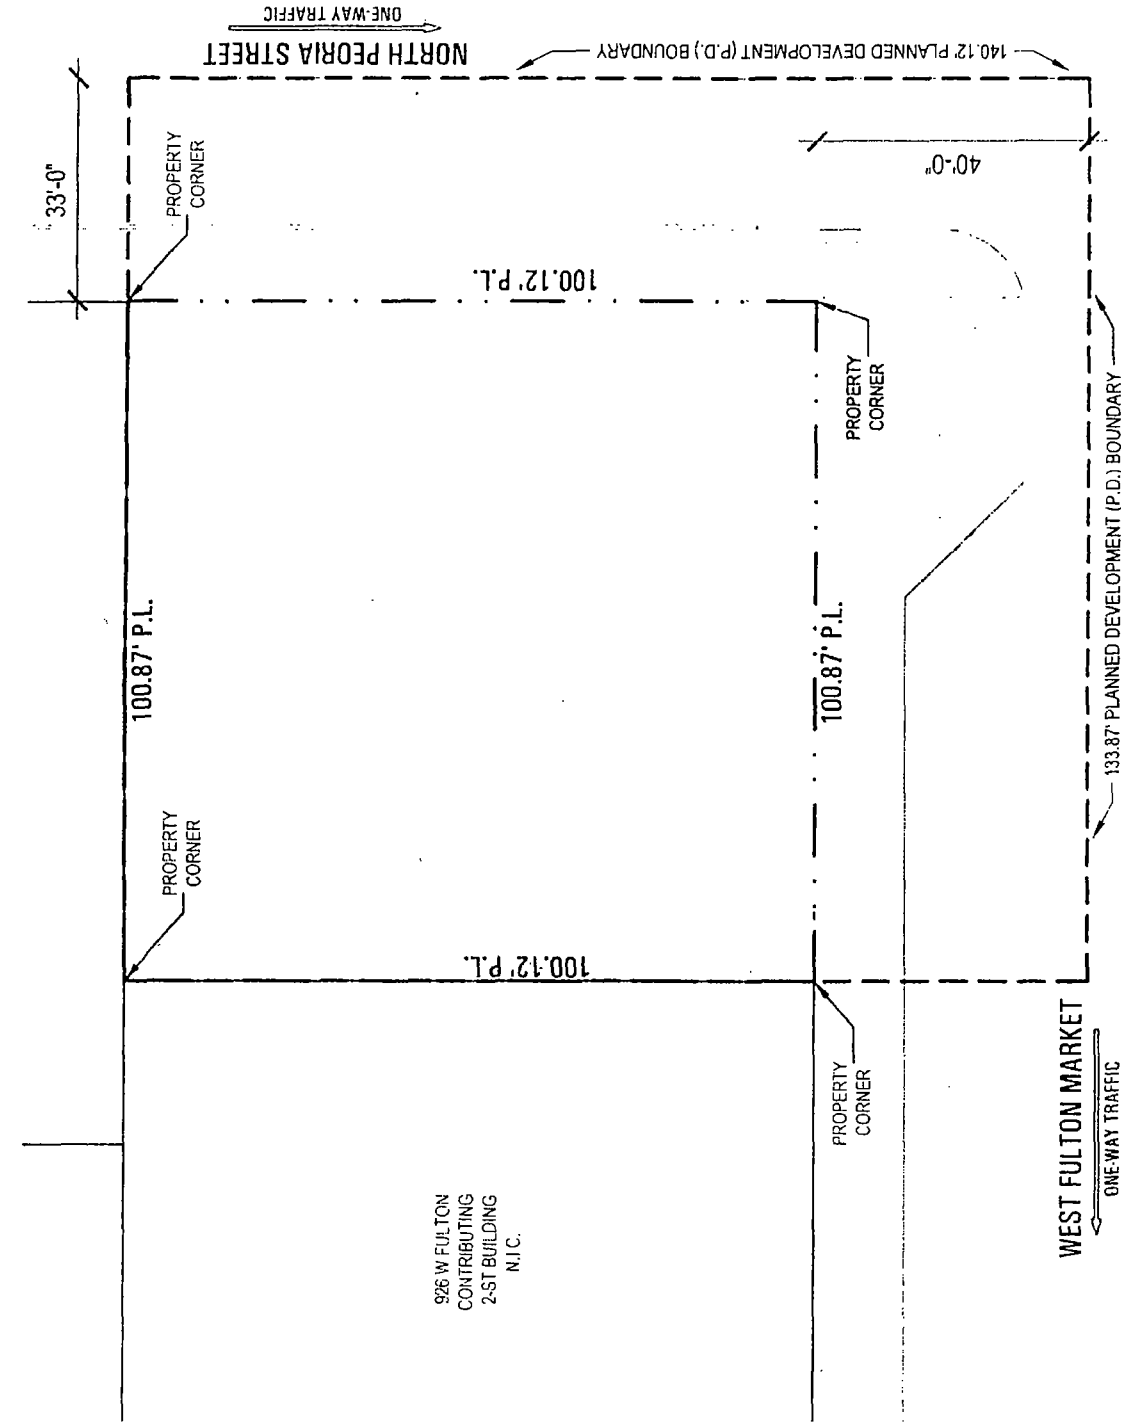 ONE-WAY TRAFFIC
NORTH PEORIA STREET
140.12' PLANNED DEVELOPMENT (P.D.) BOUNDARY
33'-0"
PROPERTY
CORNER
40'-0"
100.12' P.L.
PROPERTY
CORNER
100.87' P.L.
100.87' P.L.
133.87' PLANNED DEVELOPMENT (P.D.) BOUNDARY
PROPERTY
CORNER
100.12' P.L.
PROPERTY
CORNER
WEST FULTON MARKET
ONE-WAY TRAFFIC
926 W FULTON
CONTRIBUTING
2-ST BUILDING
N.I.C.